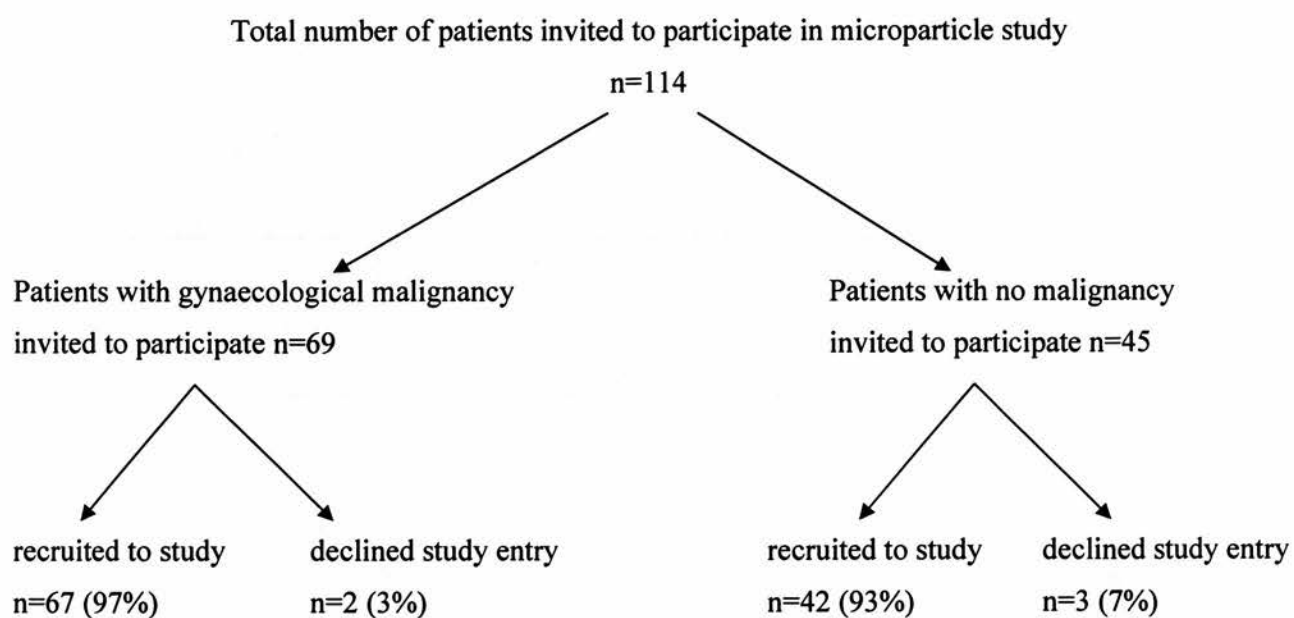 Total number of patients invited to participate in microparticle study
n=114
Patients with gynaecological malignancy
invited to participate n=69
Patients with no malignancy
invited to participate n=45
recruited to study
n=67 (97%)
declined study entry
n=2 (3%)
recruited to study
n=42 (93%)
declined study entry
n=3 (7%)